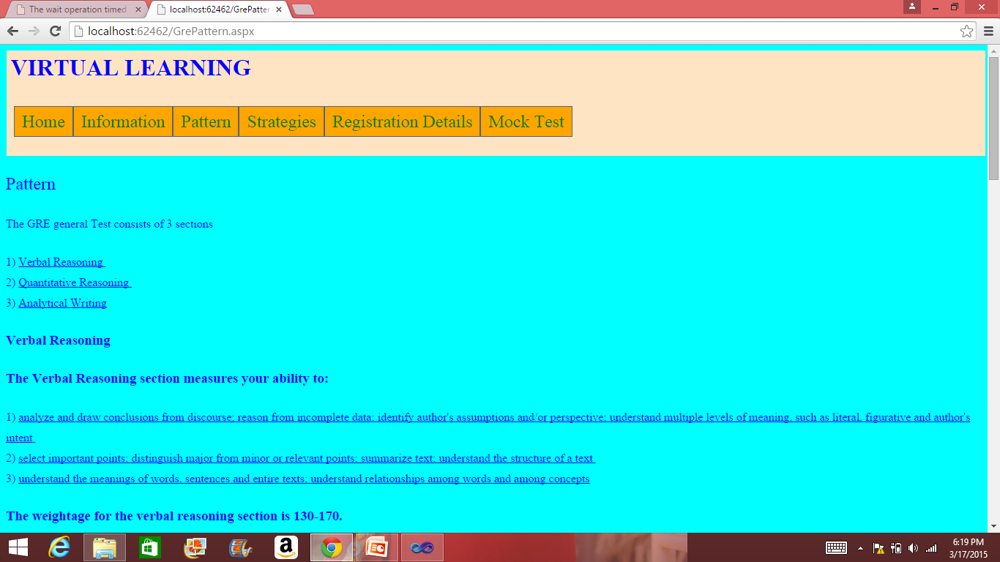 The wait operation timed
localhost:62462/GrePatter
localhost:62462/GrePattern.aspx
VIRTUAL LEARNING
Home Information Pattern Strategies Registration Details Mock Test
Pattern
The GRE general Test consists of 3 sections
1) Verbal Reasoning
2) Quantitative Reasoning
3) Analytical Writing
Verbal Reasoning
The Verbal Reasoning section measures your ability to:
1) analyze and draw conclusions from discourse; reason from incomplete data; identify author's assumptions and/or perspective; understand multiple levels of meaning, such as literal, figurative and author's
intent
2) select important points; distinguish major from minor or relevant points; summarize text; understand the structure of a text
3) understand the meanings of words, sentences and entire texts; understand relationships among words and among concepts
The weightage for the verbal reasoning section is 130-170.
6:19 PM
3/17/2015